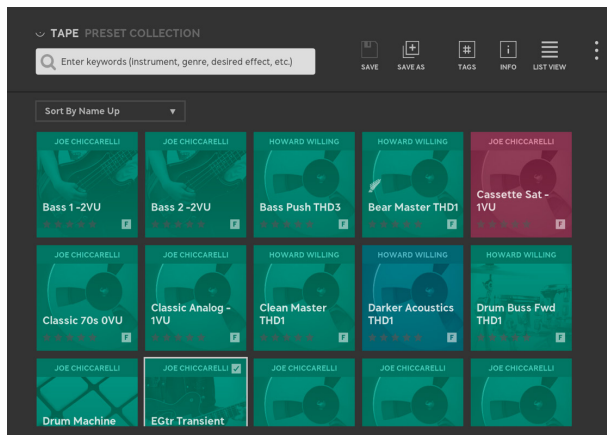 TAPE PRESET COLLECTION
Enter keywords (instrument, genre, desired effect, etc.)
SAVE
SAVE AS
TAGS
INFO
LIST VIEW
Sort By Name Up
JOE CHICCARELLI
Bass 1 -2VU
F
JOE CHICCARELLI
Bass 2 -2VU
F
HOWARD WILLING
Bass Push THD3
F
HOWARD WILLING
Bear Master THD1
F
JOE CHICCARELLI
Cassette Sat -
1VU
F
JOE CHICCARELLI
Classic 70s 0VU
F
JOE CHICCARELLI
Classic Analog -
1VU
F
HOWARD WILLING
Clean Master
THD1
F
HOWARD WILLING
Darker Acoustics
THD1
F
HOWARD WILLING
Drum Buss Fwd
THD1
F
JOE CHICCARELLI
Drum Machine
JOE CHICCARELLI
EGtr Transient
JOE CHICCARELLI
JOE CHICCARELLI
JOE CHICCARELLI